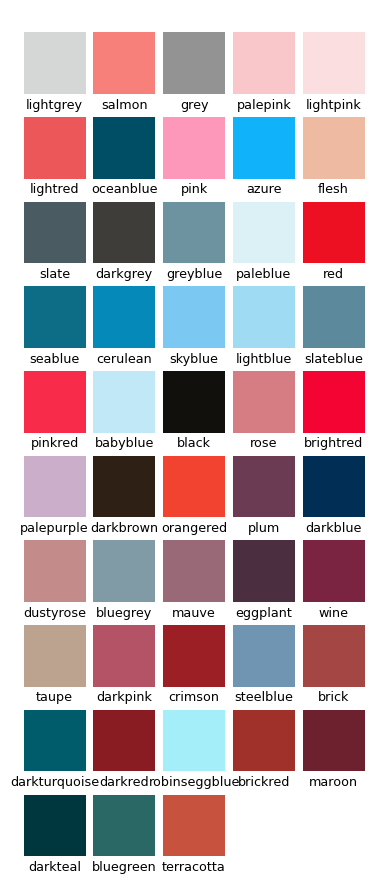 lightgrey salmon grey palepink lightpink
lightred oceanblue pink azure flesh
slate darkgrey greyblue paleblue red
seablue cerulean skyblue lightblue slateblue
pinkred babyblue black rose brightred
palepurple darkbrown orangered plum darkblue
dustyrose bluegrey mauve eggplant wine
taupe darkpink crimson steelblue brick
darkturquoise darkred robinseggblue brickred maroon
darkteal bluegreen terracotta